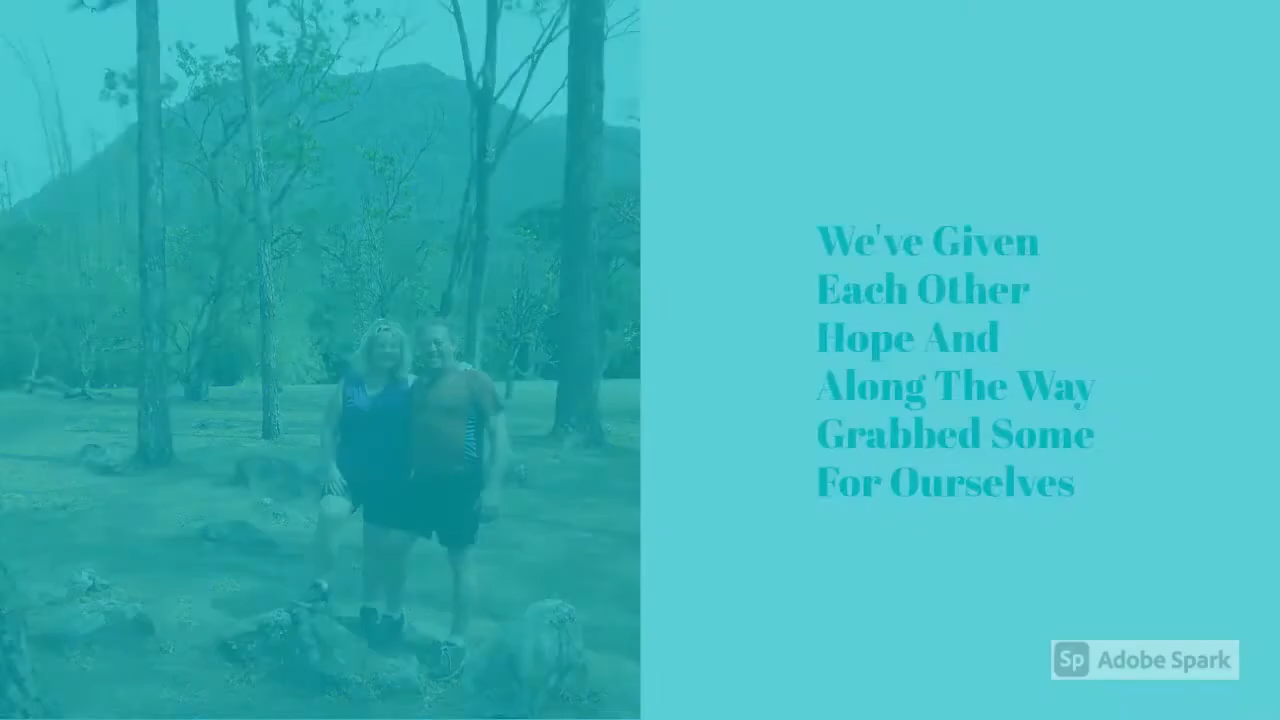 We've Given
Each Other
Hope And
Along The Way
Grabbed Some
For Ourselves
Sp Adobe Spark